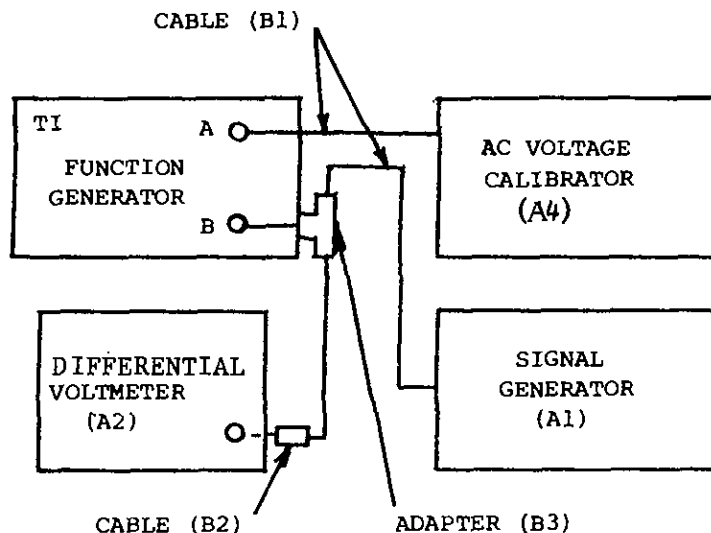 CABLE (B1)
TI
A
FUNCTION
GENERATOR
B
AC VOLTAGE
CALIBRATOR
(A4)
DIFFERENTIAL
VOLTMETER
(A2)
SIGNAL
GENERATOR
(A1)
CABLE (B2)
ADAPTER (B3)